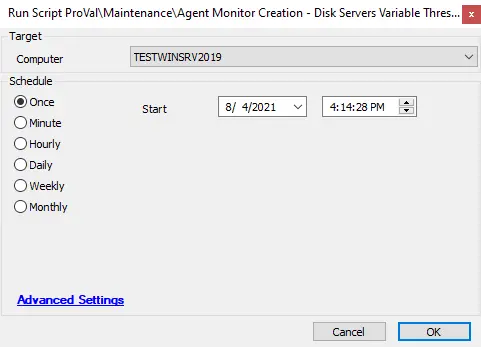 Run Script ProVal\Maintenance\Agent Monitor Creation - Disk Servers Variable Thres...
Target
Computer TESTWINSRV2019
Schedule
Once Start 8/ 4/2021 4:14:28 PM
Minute
Hourly
Daily
Weekly
Monthly
Advanced Settings
Cancel OK